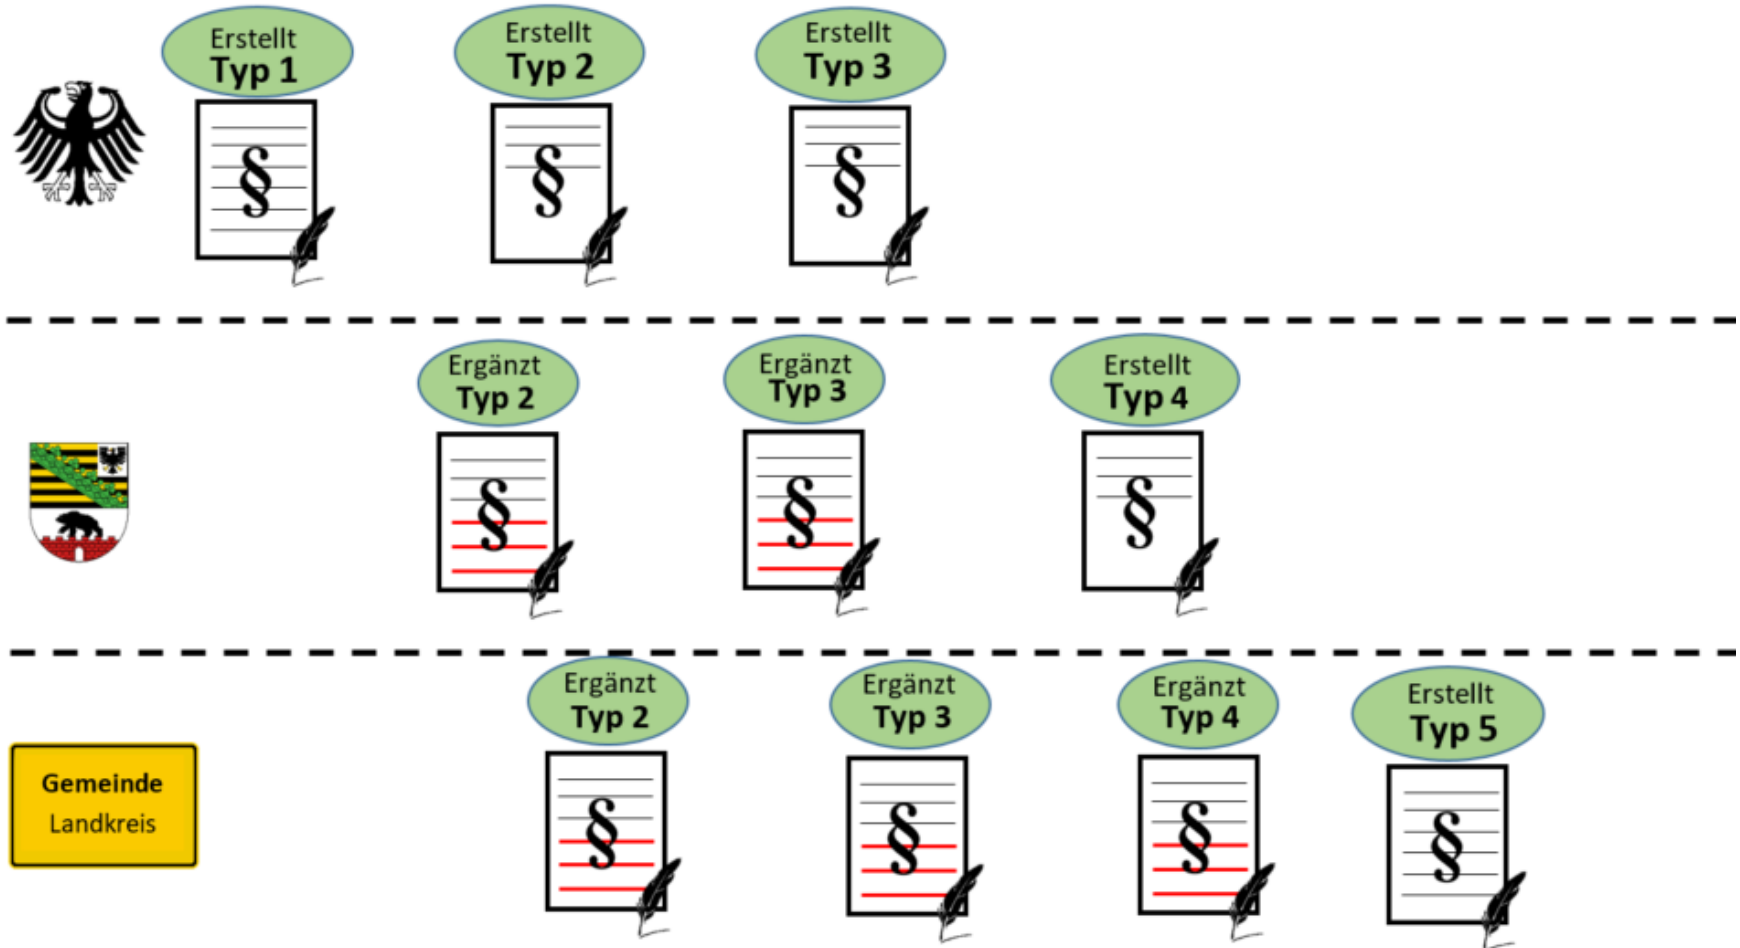 Erstellt
Typ 1
Erstellt
Typ 2
Erstellt
Typ 3
§
§
§
Ergänzt
Typ 2
Ergänzt
Typ 3
Erstellt
Typ 4
§
§
§
Ergänzt
Typ 2
Ergänzt
Typ 3
Ergänzt
Typ 4
Erstellt
Typ 5
Gemeinde
Landkreis
§
§
§
§